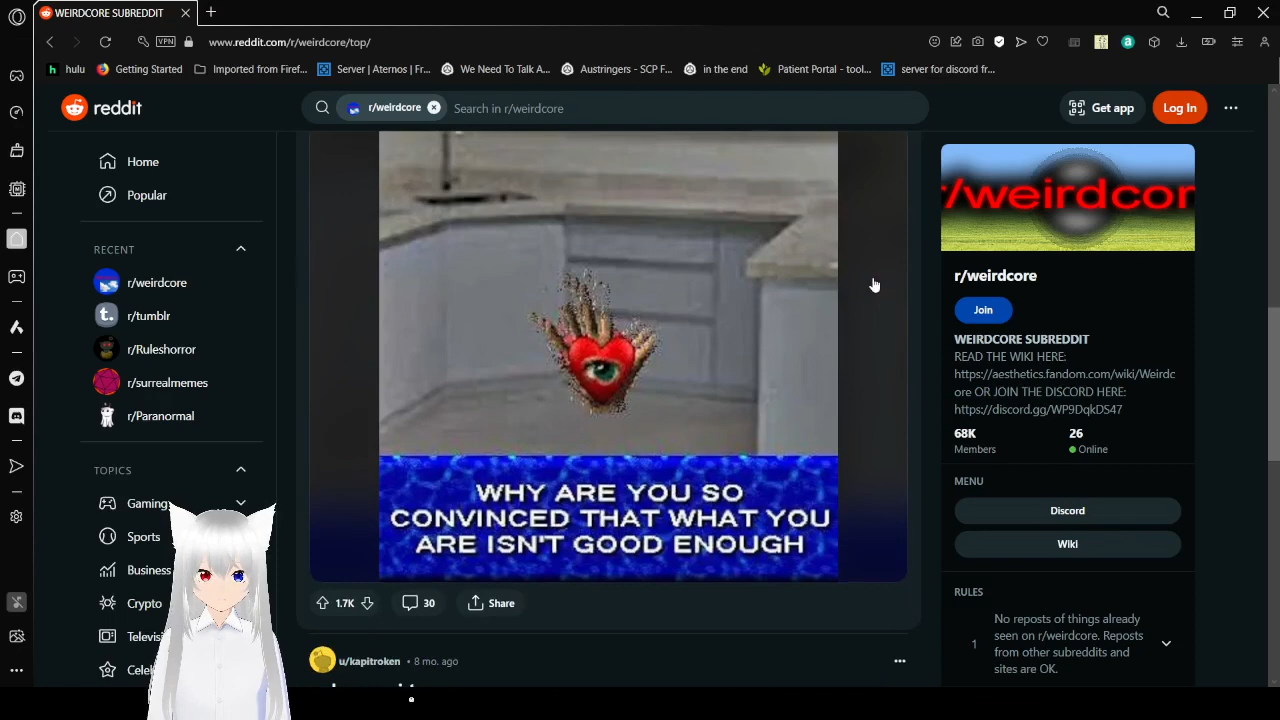 WEIRDCORE SUBREDDIT
VPN
www.reddit.com/r/weirdcore/top/
hulu
Getting Started
Imported from Firef...
Server | Aternos | Fr...
We Need To Talk A...
Austringers - SCP F...
in the end
Patient Portal - tool...
server for discord fr...
reddit
r/weirdcore
Search in r/weirdcore
Get app
Log In
Home
Popular
RECENT
r/weirdcore
r/tumblr
r/Ruleshorror
r/surrealmemes
r/Paranormal
TOPICS
Gaming
Sports
Business
Crypto
Televisi
Celeb
WHY ARE YOU SO
CONVINCED THAT WHAT YOU
ARE ISN'T GOOD ENOUGH
1.7K
30
Share
u/kapitroken • 8 mo. ago
/weirdcor
r/weirdcore
Join
WEIRDCORE SUBREDDIT
READ THE WIKI HERE:
https://aesthetics.fandom.com/wiki/Weirdc
ore OR JOIN THE DISCORD HERE:
https://discord.gg/WP9DqkDS47
68K
Members
26
Online
MENU
Discord
Wiki
RULES
1
No reposts of things already
seen on r/weirdcore. Reposts
from other subreddits and
sites are OK.